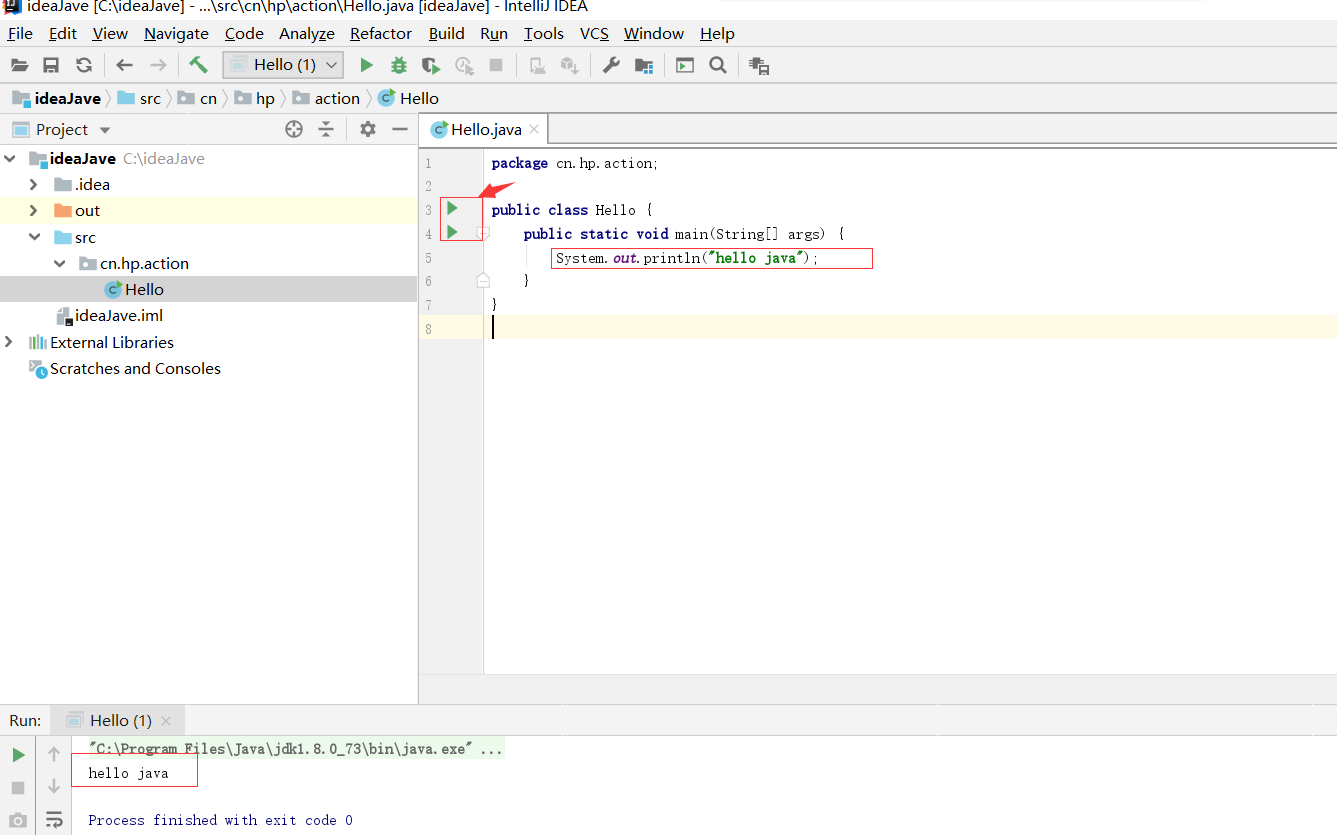 ideaJave [C:\ideaJave] - ...\src\cn\hp\action\Hello.java [ideaJave] - IntelliJ IDEA
File Edit View Navigate Code Analyze Refactor Build Run Tools VCS Window Help
Hello (1)
ideaJave src cn hp action Hello
Project
Hello.java
ideaJave C:\ideaJave
.idea
out
src
cn.hp.action
Hello
ideaJave.iml
External Libraries
Scratches and Consoles
1 package cn.hp.action;
2
3 public class Hello {
4 public static void main(String[] args) {
5 System.out.println("hello java");
6 }
7 }
8
Run: Hello (1)
"C:\Program Files\Java\jdk1.8.0_73\bin\java.exe" ...
hello java
Process finished with exit code 0